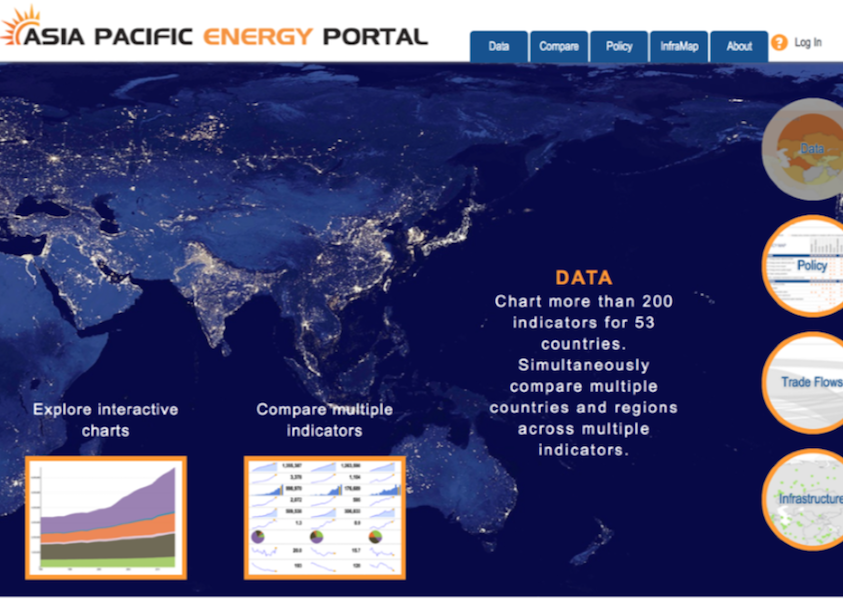 ASIA PACIFIC ENERGY PORTAL
Data
Compare
Policy
InfraMap
About
?
Log In
Data
Policy
DATA
Chart more than 200
indicators for 53
countries.
Simultaneously
compare multiple
countries and regions
across multiple
indicators.
Trade Flows
Explore interactive
charts
Compare multiple
indicators
Infrastructure